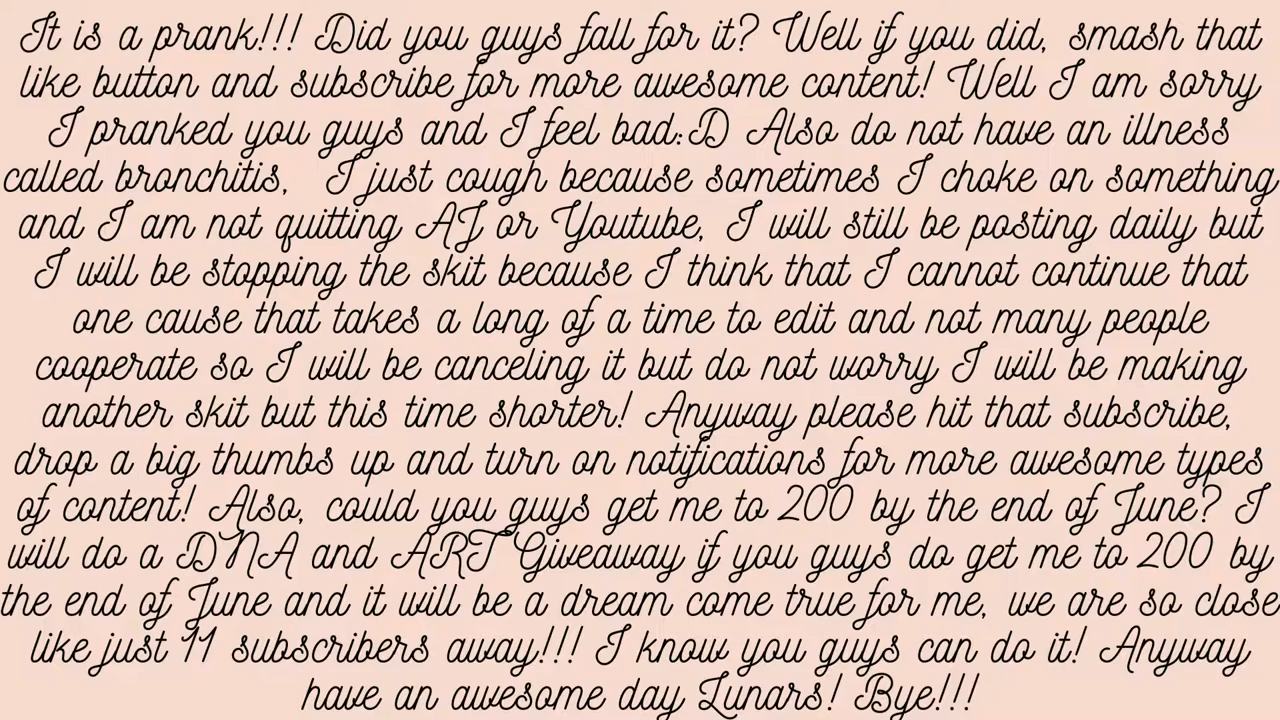 It is a prank!!! Did you guys fall for it? Well if you did, smash that
like button and subscribe for more awesome content! Well I am sorry
I pranked you guys and I feel bad:D Also do not have an illness
called bronchitis, I just cough because sometimes I choke on something
and I am not quitting AJ or Youtube, I will still be posting daily but
I will be stopping the skit because I think that I cannot continue that
one cause that takes a long of a time to edit and not many people
cooperate so I will be canceling it but do not worry I will be making
another skit but this time shorter! Anyway please hit that subscribe,
drop a big thumbs up and turn on notifications for more awesome types
of content! Also, could you guys get me to 200 by the end of June? I
will do a DNA and ART Giveaway if you guys do get me to 200 by
the end of June and it will be a dream come true for me, we are so close
like just 11 subscribers away!!! I know you guys can do it! Anyway
have an awesome day Lunars! Bye!!!